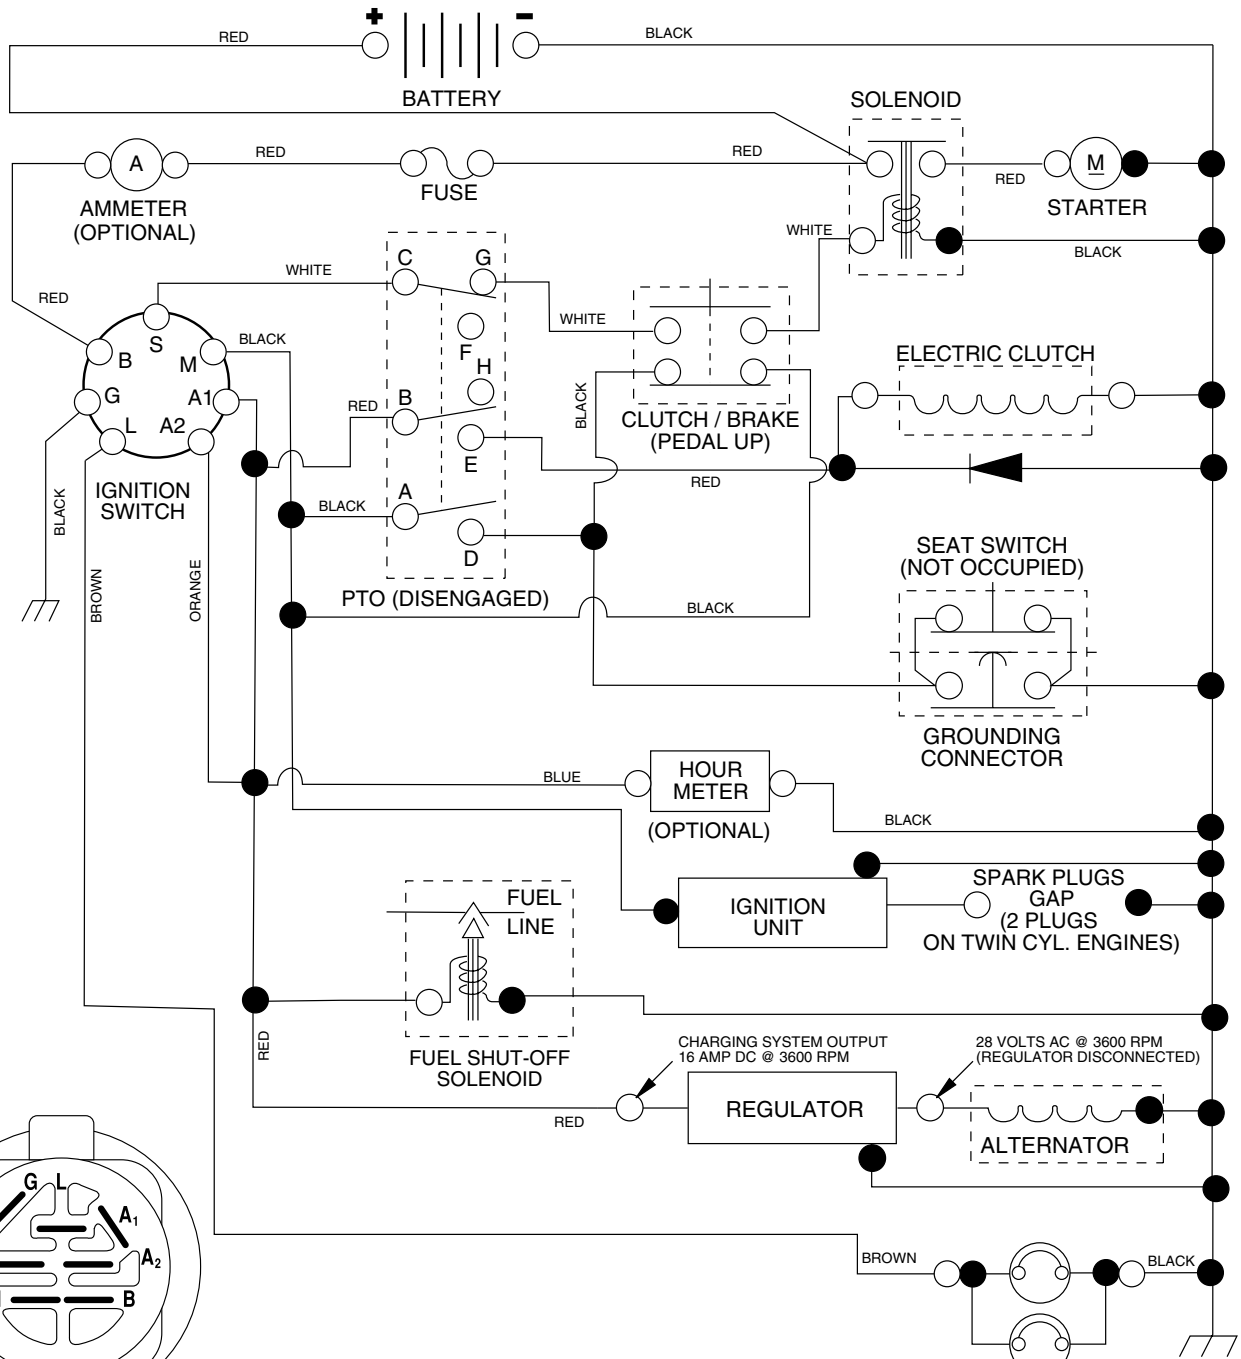 +
-
RED
BLACK
BATTERY
SOLENOID
A
RED
RED
RED
M
FUSE
AMMETER
(OPTIONAL)
STARTER
WHITE
BLACK
C
G
WHITE
RED
WHITE
S
BLACK
B
M
F
H
ELECTRIC CLUTCH
G
A1
B
RED
BLACK
CLUTCH / BRAKE
(PEDAL UP)
L
A2
E
RED
IGNITION
SWITCH
A
BLACK
BLACK
D
SEAT SWITCH
(NOT OCCUPIED)
BROWN
ORANGE
PTO (DISENGAGED)
BLACK
GROUNDING
CONNECTOR
BLUE
HOUR
METER
(OPTIONAL)
BLACK
FUEL
LINE
IGNITION
UNIT
SPARK PLUGS
GAP
(2 PLUGS
ON TWIN CYL. ENGINES)
RED
FUEL SHUT-OFF
SOLENOID
CHARGING SYSTEM OUTPUT
16 AMP DC @ 3600 RPM
28 VOLTS AC @ 3600 RPM
(REGULATOR DISCONNECTED)
RED
REGULATOR
ALTERNATOR
G
L
A₁
A₂
B
BROWN
BLACK